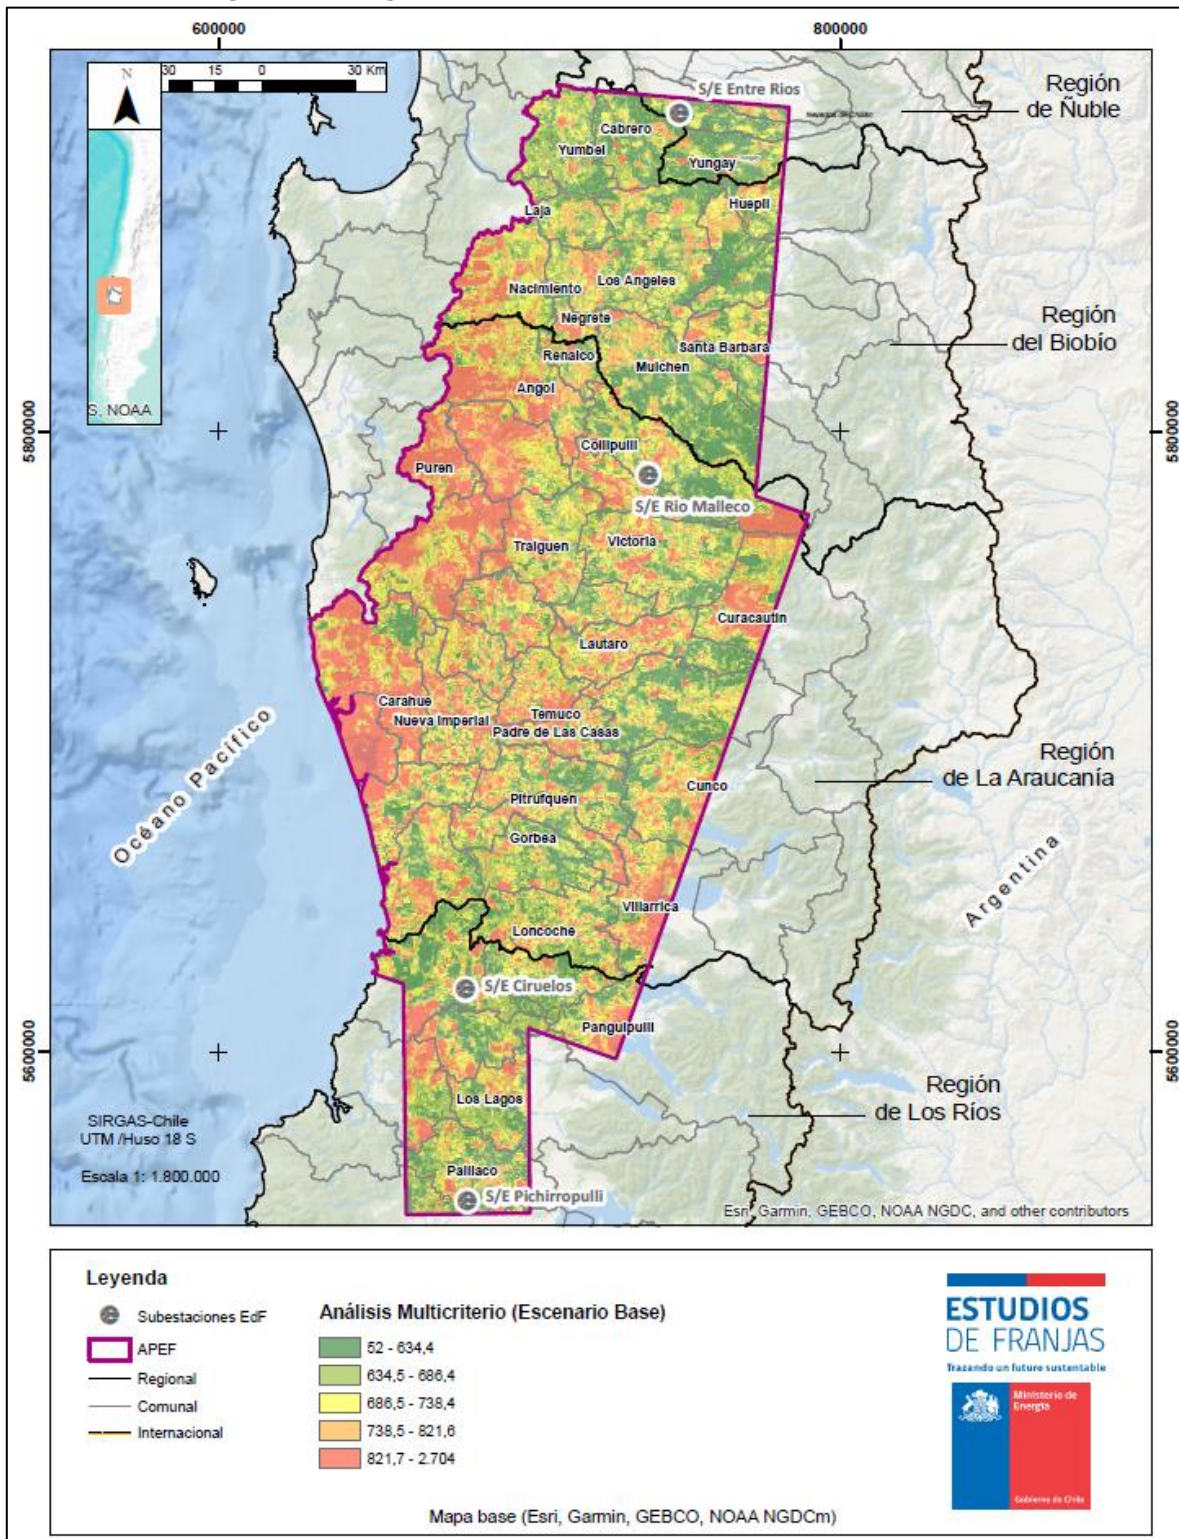 600000
800000
N
30 15 0 30 Km
S/E Entre Rios
Región
de Ñuble
Cabrero
Yumbel
Yungay
Huepil
Laja
Los Angeles
Nacimiento
Negrete
Región
del Biobío
Santa Barbara
Renaico
Mulchen
Angol
S, NOAA
5800000
5800000
Collipulli
Puren
S/E Rio Malleco
Traiguen
Victoria
Curacautin
Lautaro
Carahue
Nueva Imperial
Temuco
Padre de Las Casas
Océano Pacífico
Región
de La Araucanía
Cunco
Pitrufquen
Gorbea
Argentina
Villarrica
Loncoche
S/E Ciruelos
Panguipulli
5600000
5600000
Región
de Los Ríos
Los Lagos
SIRGAS-Chile
UTM /Huso 18 S
Escala 1: 1.800.000
Paillaco
S/E Pichirropulli
Esri, Garmin, GEBCO, NOAA NGDC, and other contributors
Leyenda
Subestaciones EdF
APEF
Regional
Comunal
Internacional
Análisis Multicriterio (Escenario Base)
52 - 634,4
634,5 - 686,4
686,5 - 738,4
738,5 - 821,6
821,7 - 2.704
ESTUDIOS
DE FRANJAS
Trazando un futuro sustentable
Ministerio de
Energía
Gobierno de Chile
Mapa base (Esri, Garmin, GEBCO, NOAA NGDCm)